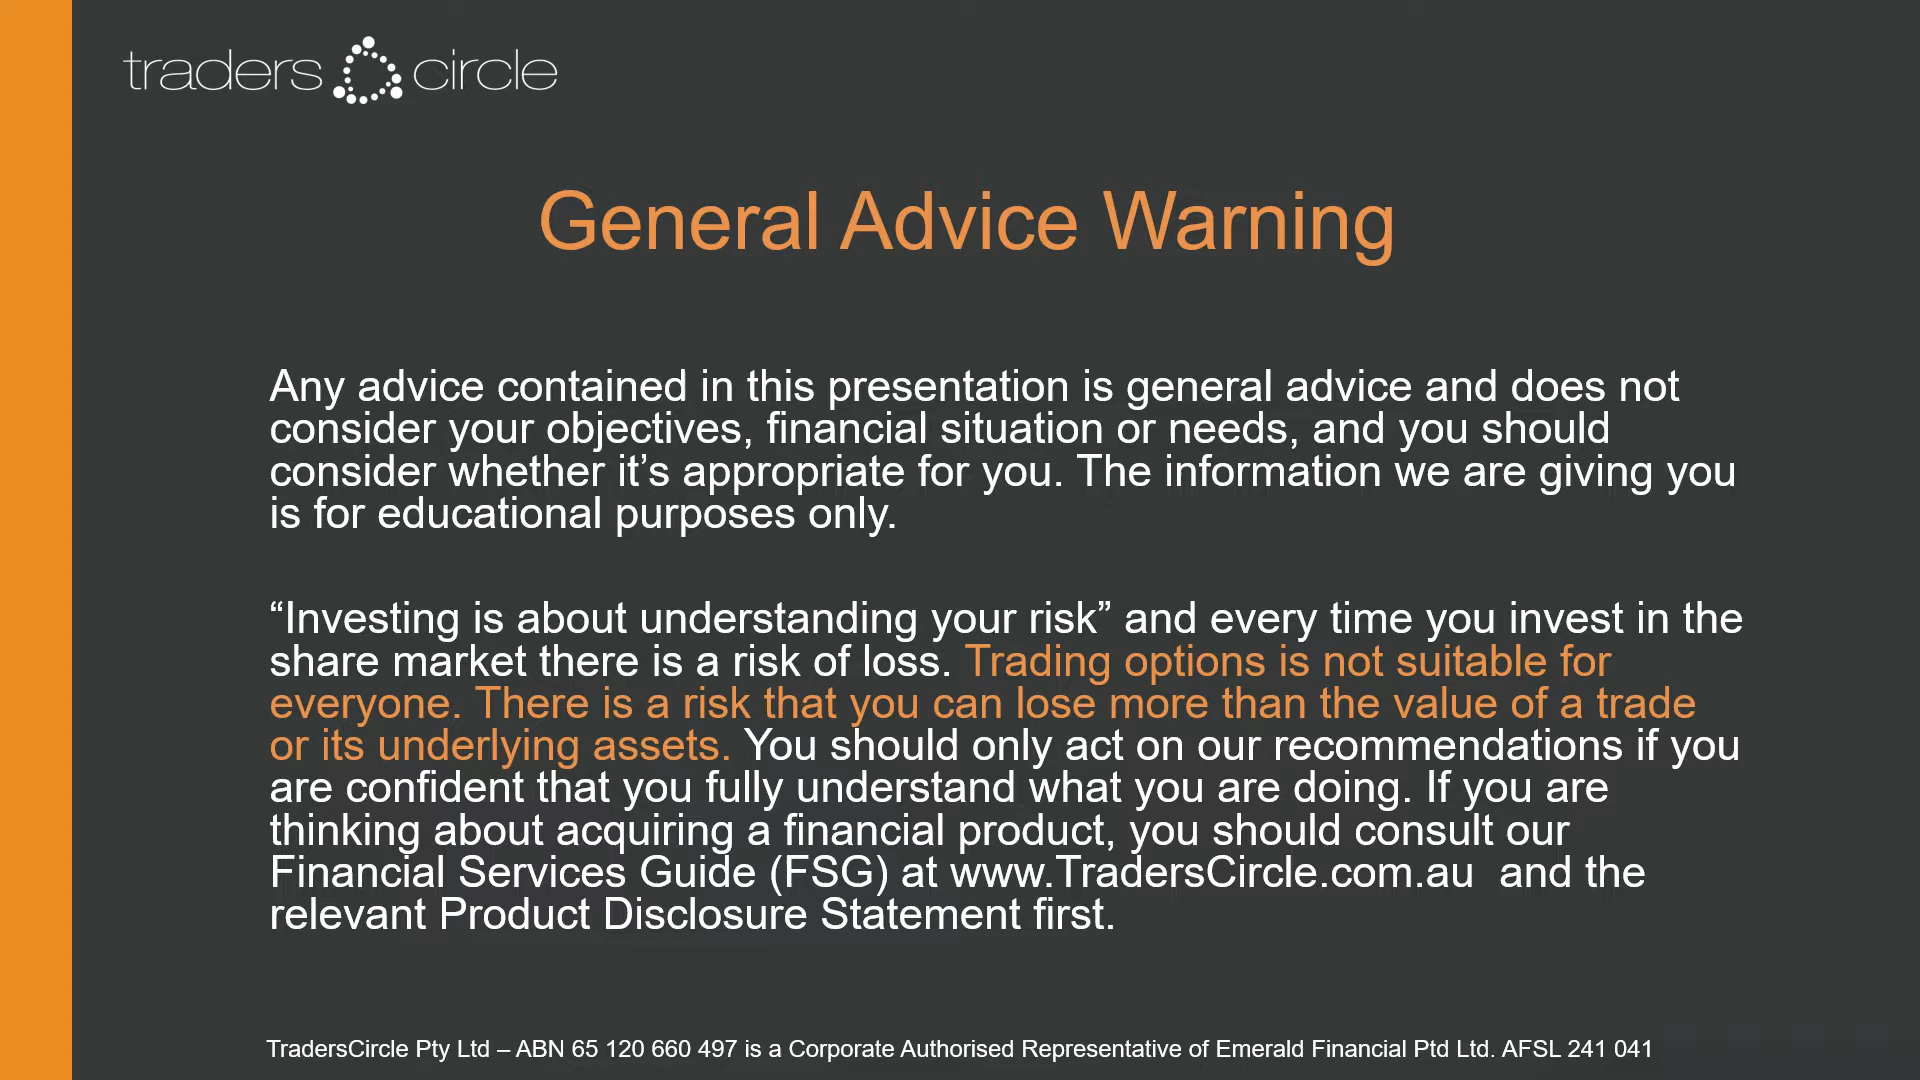 traders circle
General Advice Warning
Any advice contained in this presentation is general advice and does not
consider your objectives, financial situation or needs, and you should
consider whether it’s appropriate for you. The information we are giving you
is for educational purposes only.
“Investing is about understanding your risk” and every time you invest in the
share market there is a risk of loss. Trading options is not suitable for
everyone. There is a risk that you can lose more than the value of a trade
or its underlying assets. You should only act on our recommendations if you
are confident that you fully understand what you are doing. If you are
thinking about acquiring a financial product, you should consult our
Financial Services Guide (FSG) at www.TradersCircle.com.au  and the
relevant Product Disclosure Statement first.
TradersCircle Pty Ltd – ABN 65 120 660 497 is a Corporate Authorised Representative of Emerald Financial Ptd Ltd. AFSL 241 041